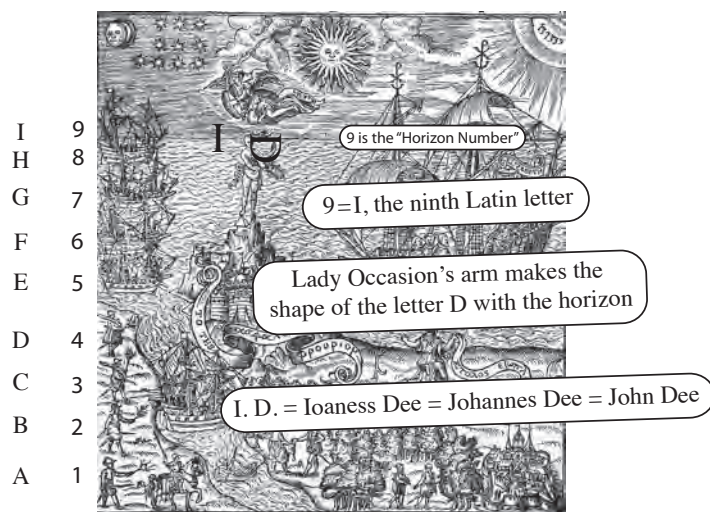 I 9
H 8
G 7
F 6
E 5
D 4
C 3
B 2
A 1
I D
9 is the "Horizon Number"
9=I, the ninth Latin letter
Lady Occasion's arm makes the
shape of the letter D with the horizon
I. D. = Ioaness Dee = Johannes Dee = John Dee